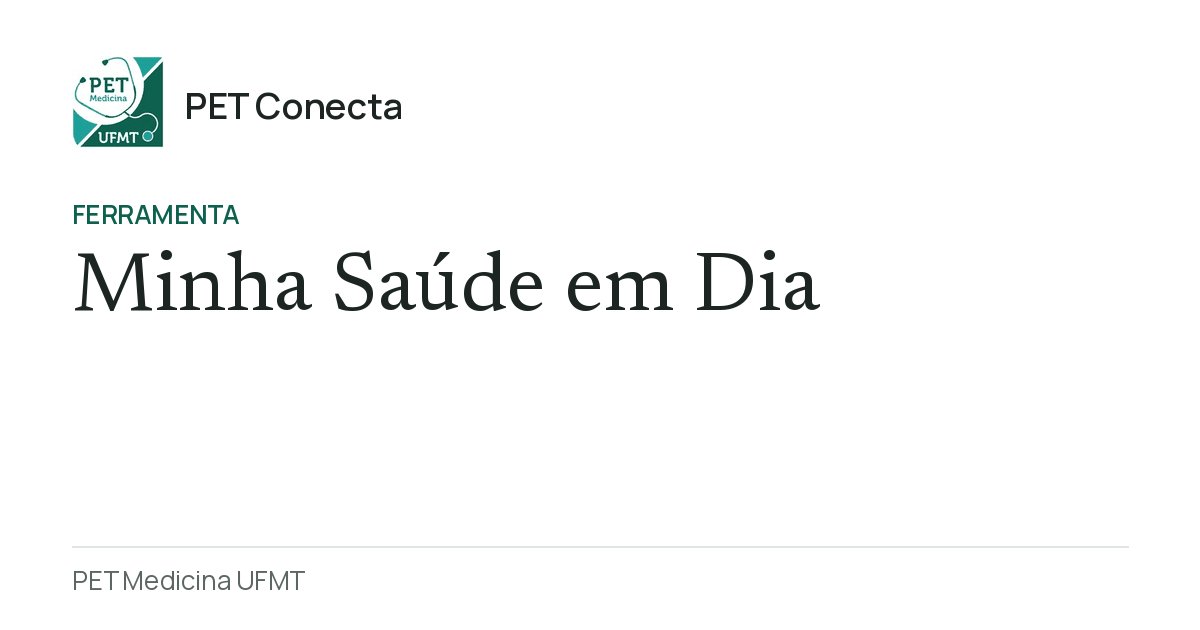 PET
Medicina
UFMT
PET Conecta
FERRAMENTA
Minha Saúde em Dia
PET Medicina UFMT